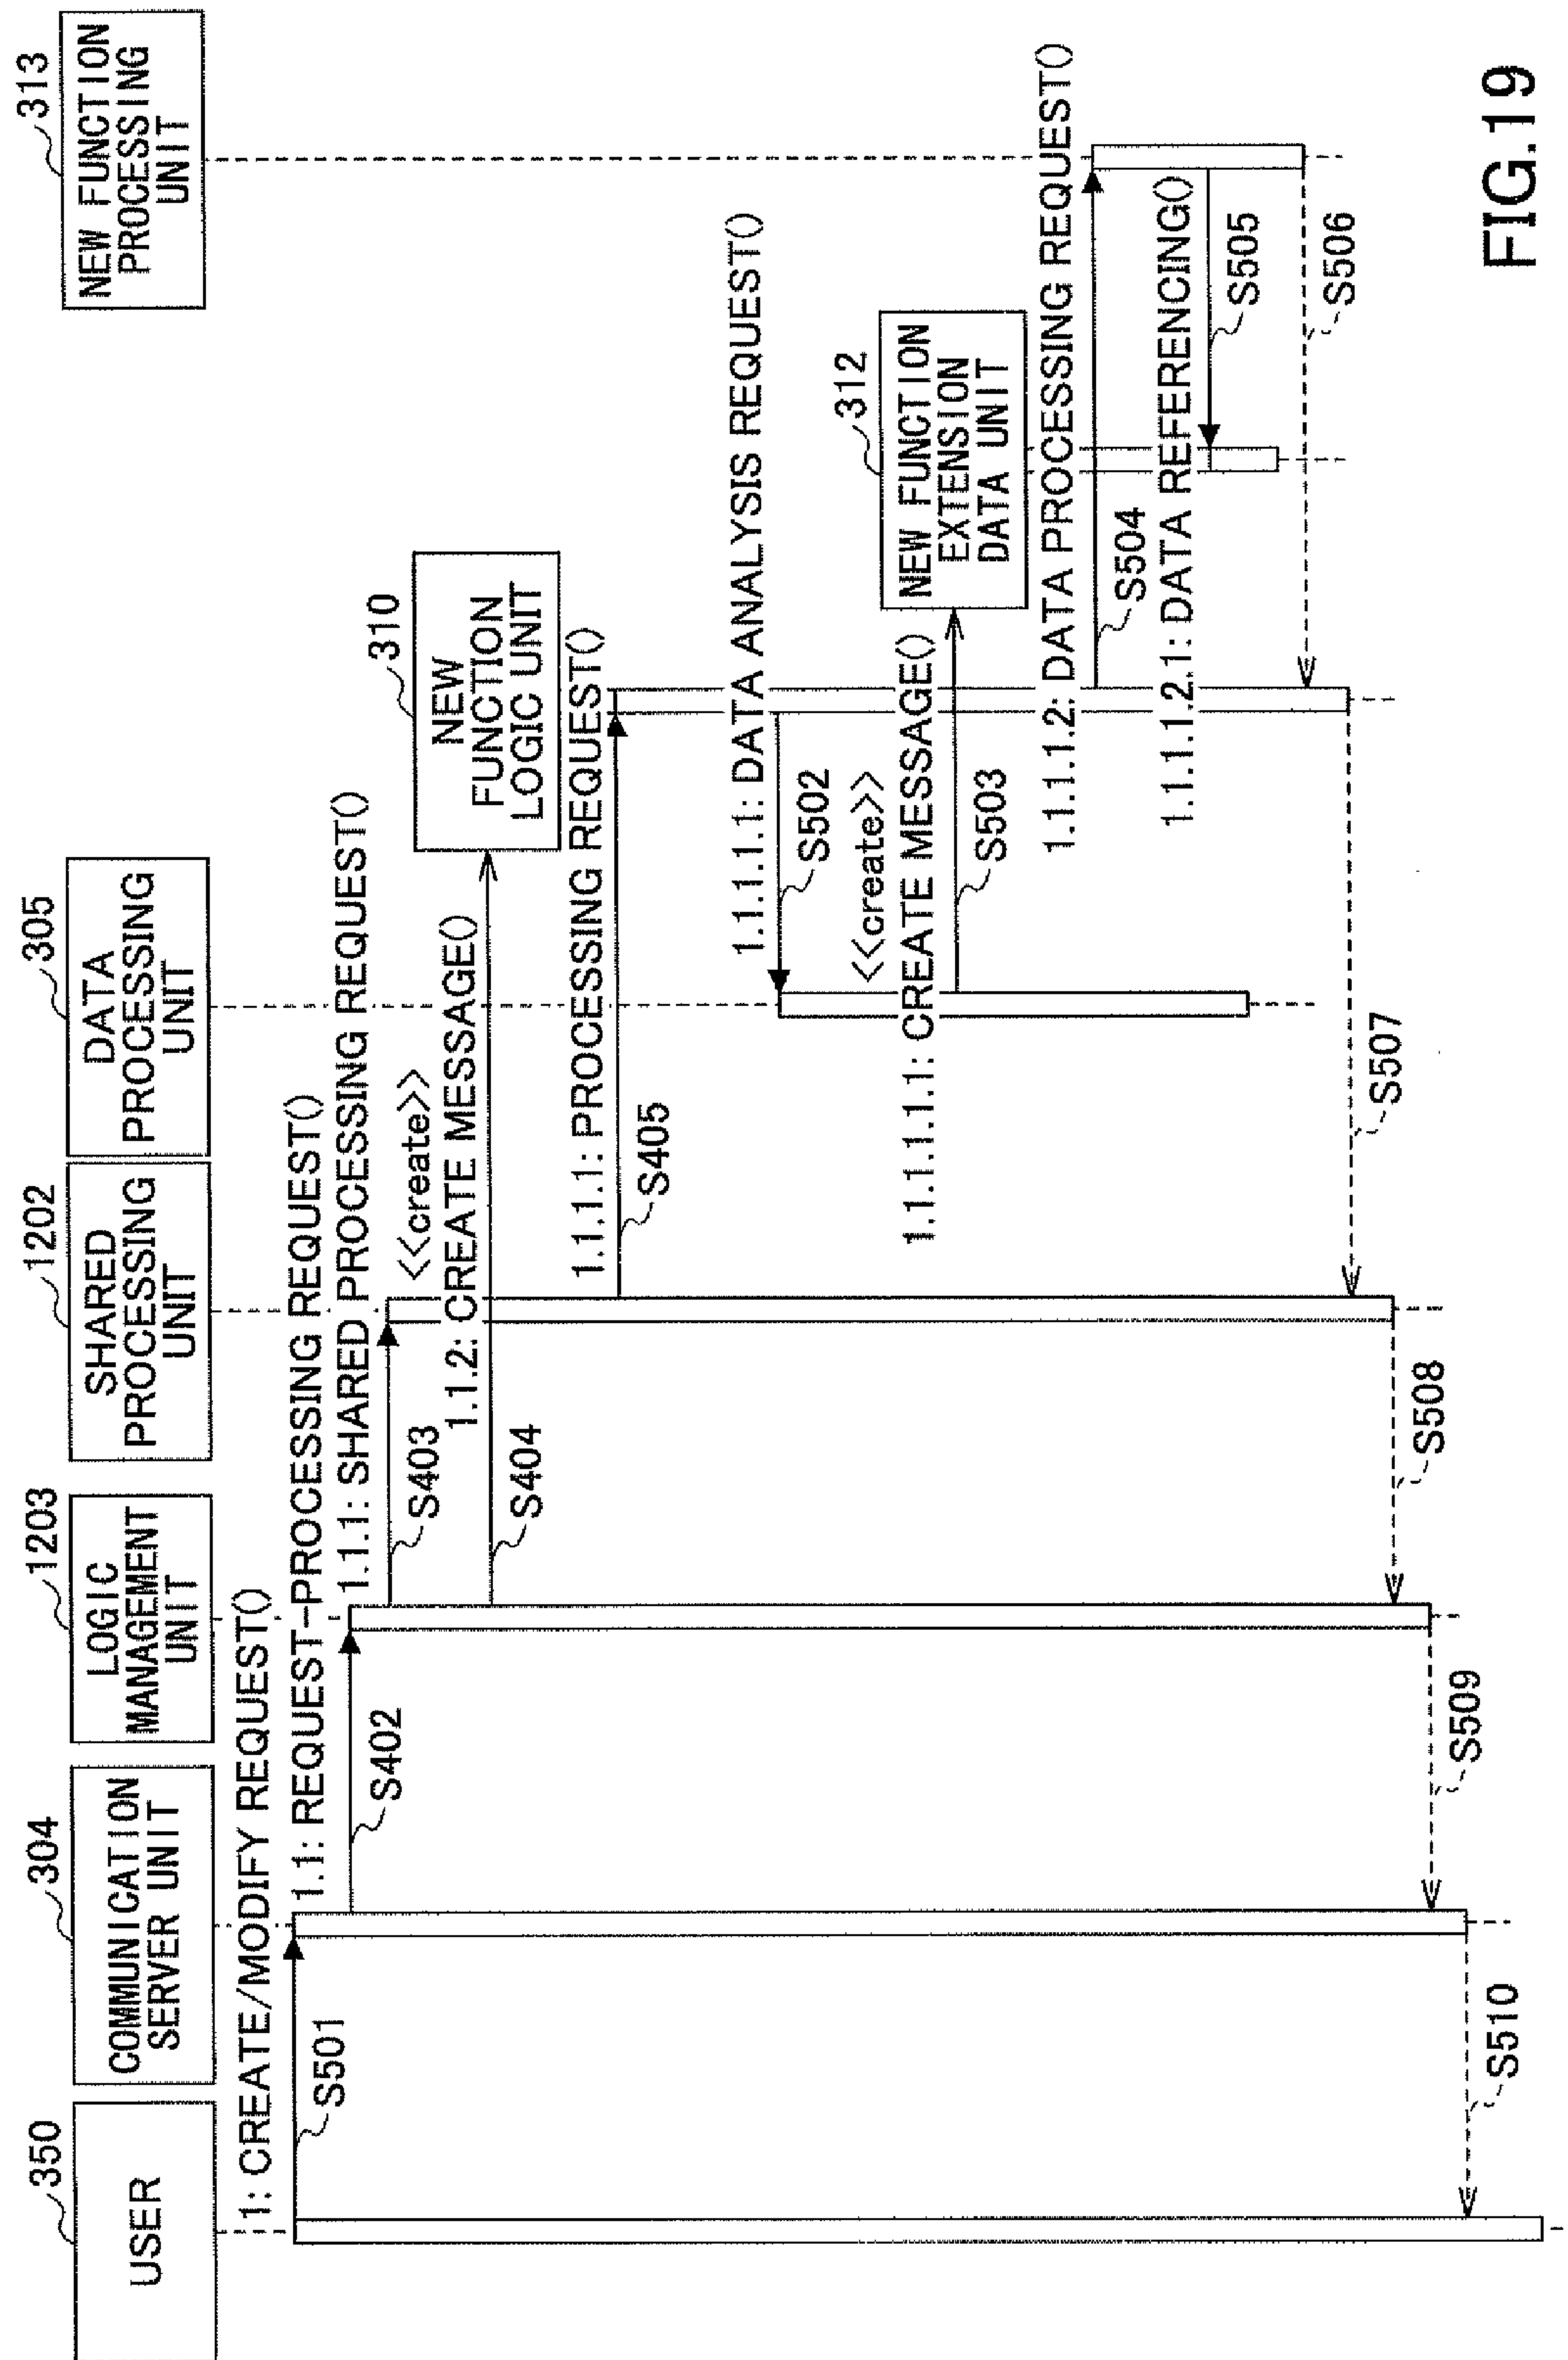 350
USER
304
COMMUNICATION
SERVER UNIT
1203
LOGIC
MANAGEMENT
UNIT
1202
SHARED
PROCESSING
UNIT
305
DATA
PROCESSING
UNIT
313
NEW FUNCTION
PROCESSING
UNIT
1: CREATE/MODIFY REQUEST()
S501
1.1: REQUEST-PROCESSING REQUEST()
S402
1.1.1: SHARED PROCESSING REQUEST()
S403
<<create>>
1.1.2: CREATE MESSAGE()
S404
310
NEW
FUNCTION
LOGIC UNIT
1.1.1.1: PROCESSING REQUEST()
S405
1.1.1.1.1: DATA ANALYSIS REQUEST()
S502
<<create>>
1.1.1.1.1.1: CREATE MESSAGE()
S503
312
NEW FUNCTION
EXTENSION
DATA UNIT
1.1.1.1.2: DATA PROCESSING REQUEST()
S504
1.1.1.1.2.1: DATA REFERENCING()
S505
S506
S507
S508
S509
S510
FIG.19